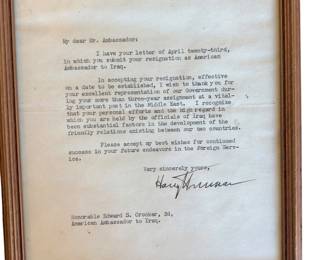 My dear Mr. Ambassador:
I have your letter of April twenty-third,
in which you submit your resignation as American
Ambassador to Iraq.
In accepting your resignation, effective
on a date to be established, I wish to thank you for
your excellent representation of our Government dur-
ing your more than three-year assignment at a vital-
ly important post in the Middle East. I recognize
that your personal efforts and the high regard in
which you are held by the officials of Iraq have
been substantial factors in the development of the
friendly relations existing between our two countries.
Please accept my best wishes for continued
success in your future endeavors in the Foreign Serv-
ice.
Very sincerely yours,
Harry Truman
Honorable Edward S. Crocker, 2d,
American Ambassador to Iraq.